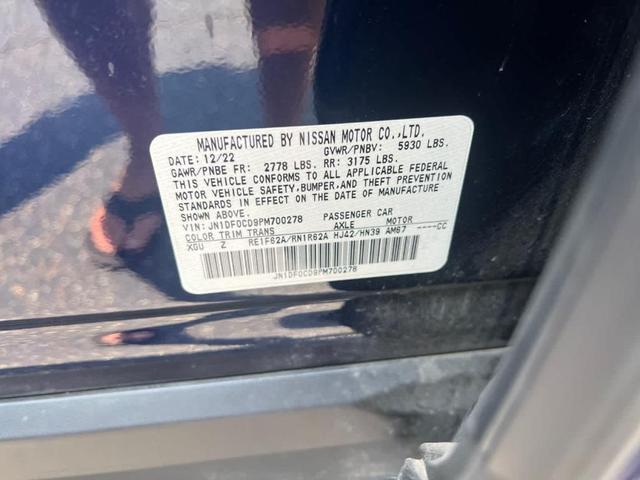 MANUFACTURED BY NISSAN MOTOR CO.,LTD.
DATE: 12/22 GVWR/PNBV: 5930 LBS.
GAWR/PNBE FR: 2778 LBS. RR: 3175 LBS.
THIS VEHICLE CONFORMS TO ALL APPLICABLE FEDERAL
MOTOR VEHICLE SAFETY,BUMPER,AND THEFT PREVENTION
STANDARDS IN EFFECT ON THE DATE OF MANUFACTURE
SHOWN ABOVE.
VIN: JN1DF0CD9PM700278 PASSENGER CAR
COLOR TRIM TRANS AXLE MOTOR
XGU Z RE1F62A/RN1R62A HJ42/HN39 AM67 ----CC
JN1DF0CD9PM700278